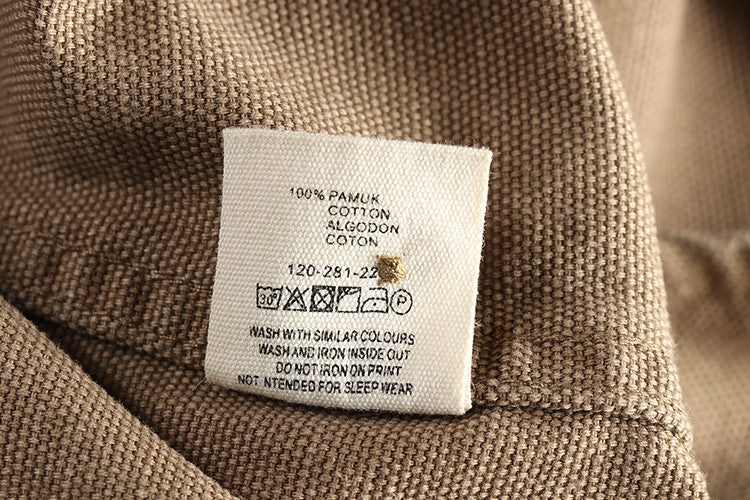 100% PAMUK
COTTON
ALGODON
COTON
120-281-22
30°
P
WASH WITH SIMILAR COLOURS
WASH AND IRON INSIDE OUT
DO NOT IRON ON PRINT
NOT NTENDED FOR SLEEP WEAR